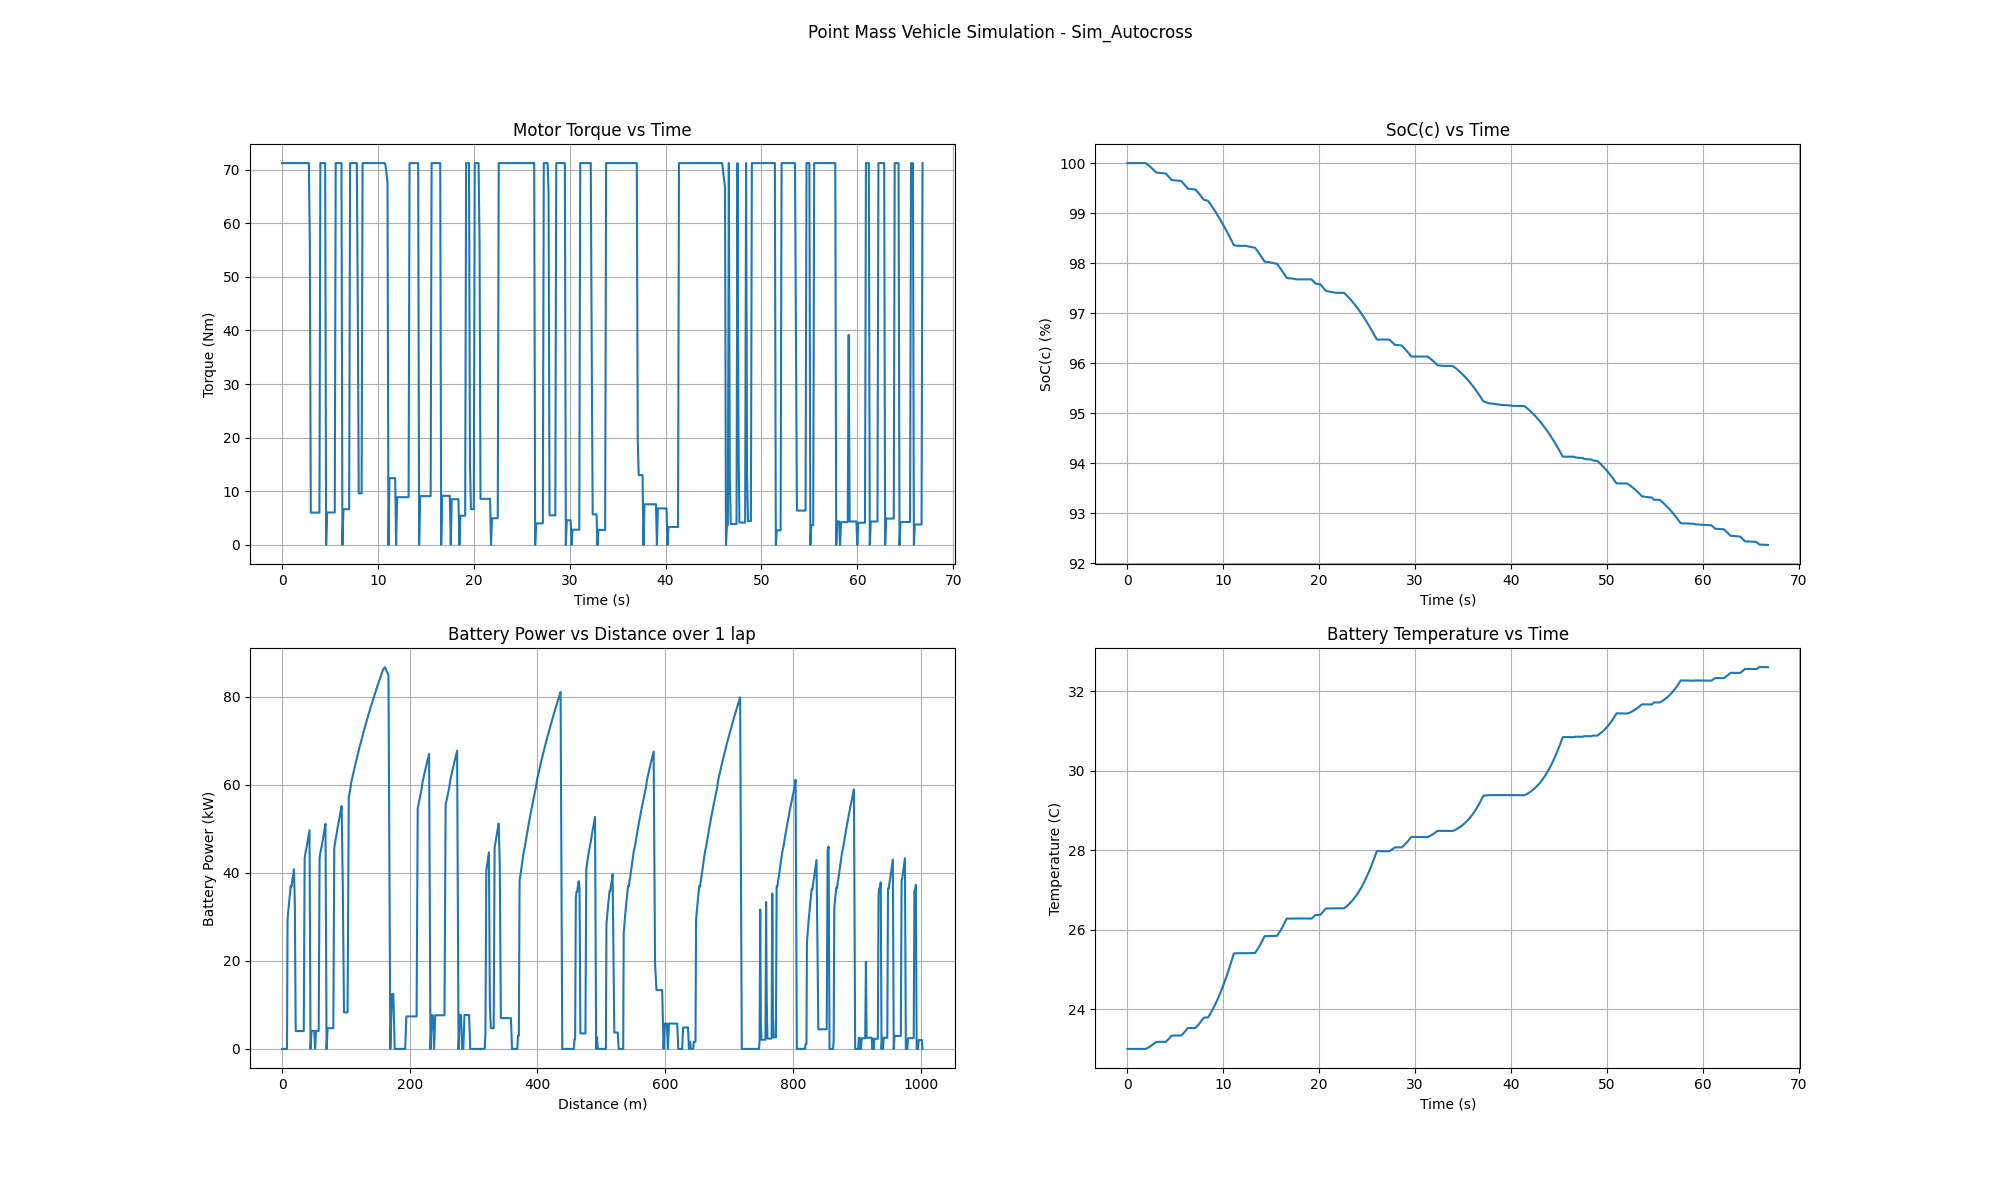 Point Mass Vehicle Simulation - Sim_Autocross
Motor Torque vs Time
Torque (Nm)
70
60
50
40
30
20
10
0
0 10 20 30 40 50 60 70
Time (s)
SoC(c) vs Time
SoC(c) (%)
100
99
98
97
96
95
94
93
92
0 10 20 30 40 50 60 70
Time (s)
Battery Power vs Distance over 1 lap
Battery Power (kW)
80
60
40
20
0
0 200 400 600 800 1000
Distance (m)
Battery Temperature vs Time
Temperature (C)
32
30
28
26
24
0 10 20 30 40 50 60 70
Time (s)